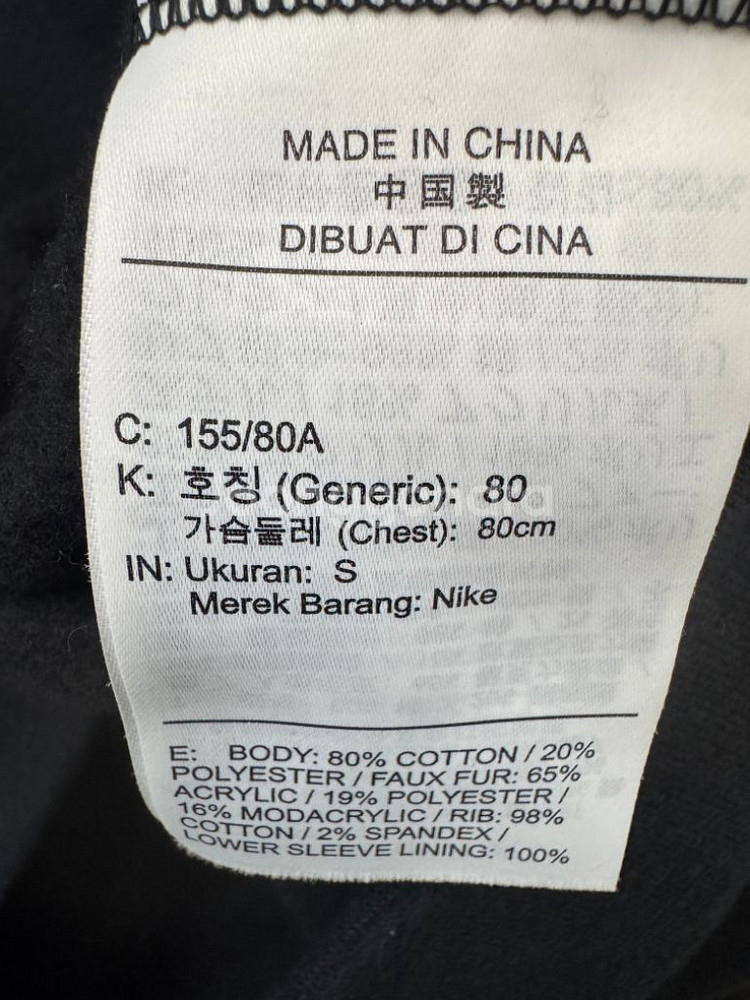 MADE IN CHINA
中国製
DIBUAT DI CINA
C: 155/80A
K: 호칭 (Generic): 80
가슴둘레 (Chest): 80cm
IN: Ukuran: S
Merek Barang: Nike
E: BODY: 80% COTTON / 20%
POLYESTER / FAUX FUR: 65%
ACRYLIC / 19% POLYESTER /
16% MODACRYLIC / RIB: 98%
COTTON / 2% SPANDEX /
LOWER SLEEVE LINING: 100%